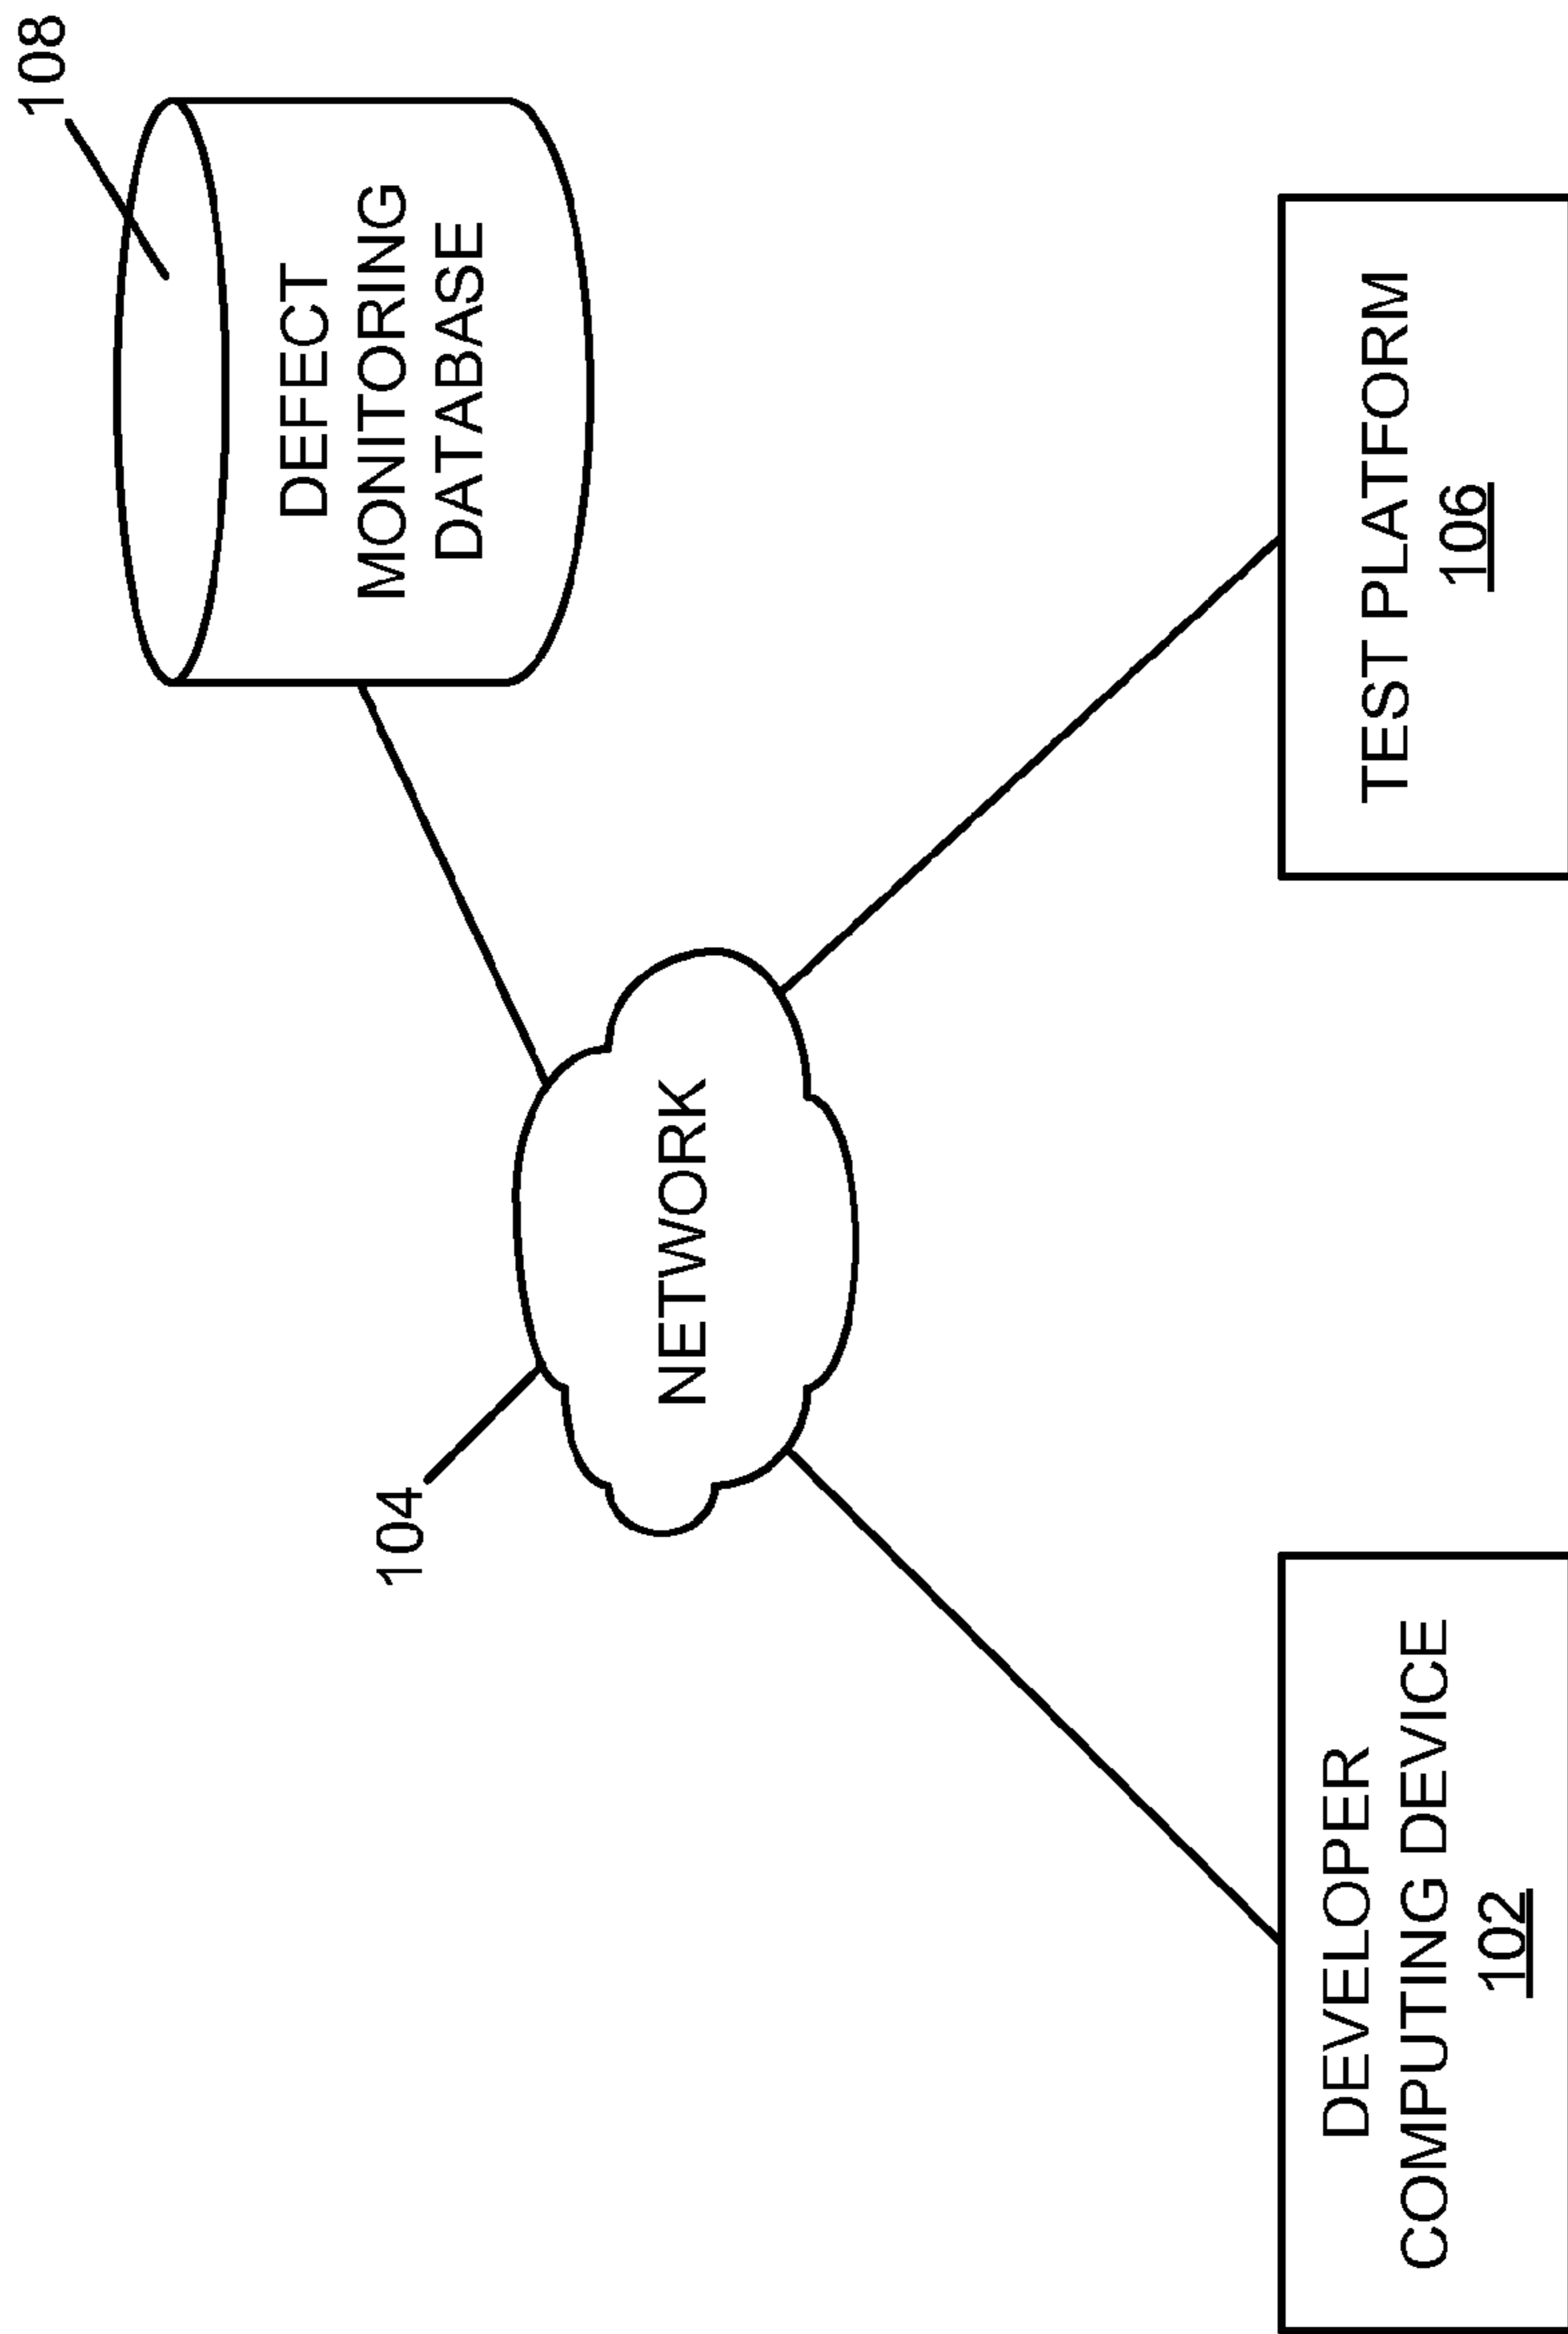 108
DEFECT
MONITORING
DATABASE
104
NETWORK
DEVELOPER
COMPUTING DEVICE
102
TEST PLATFORM
106